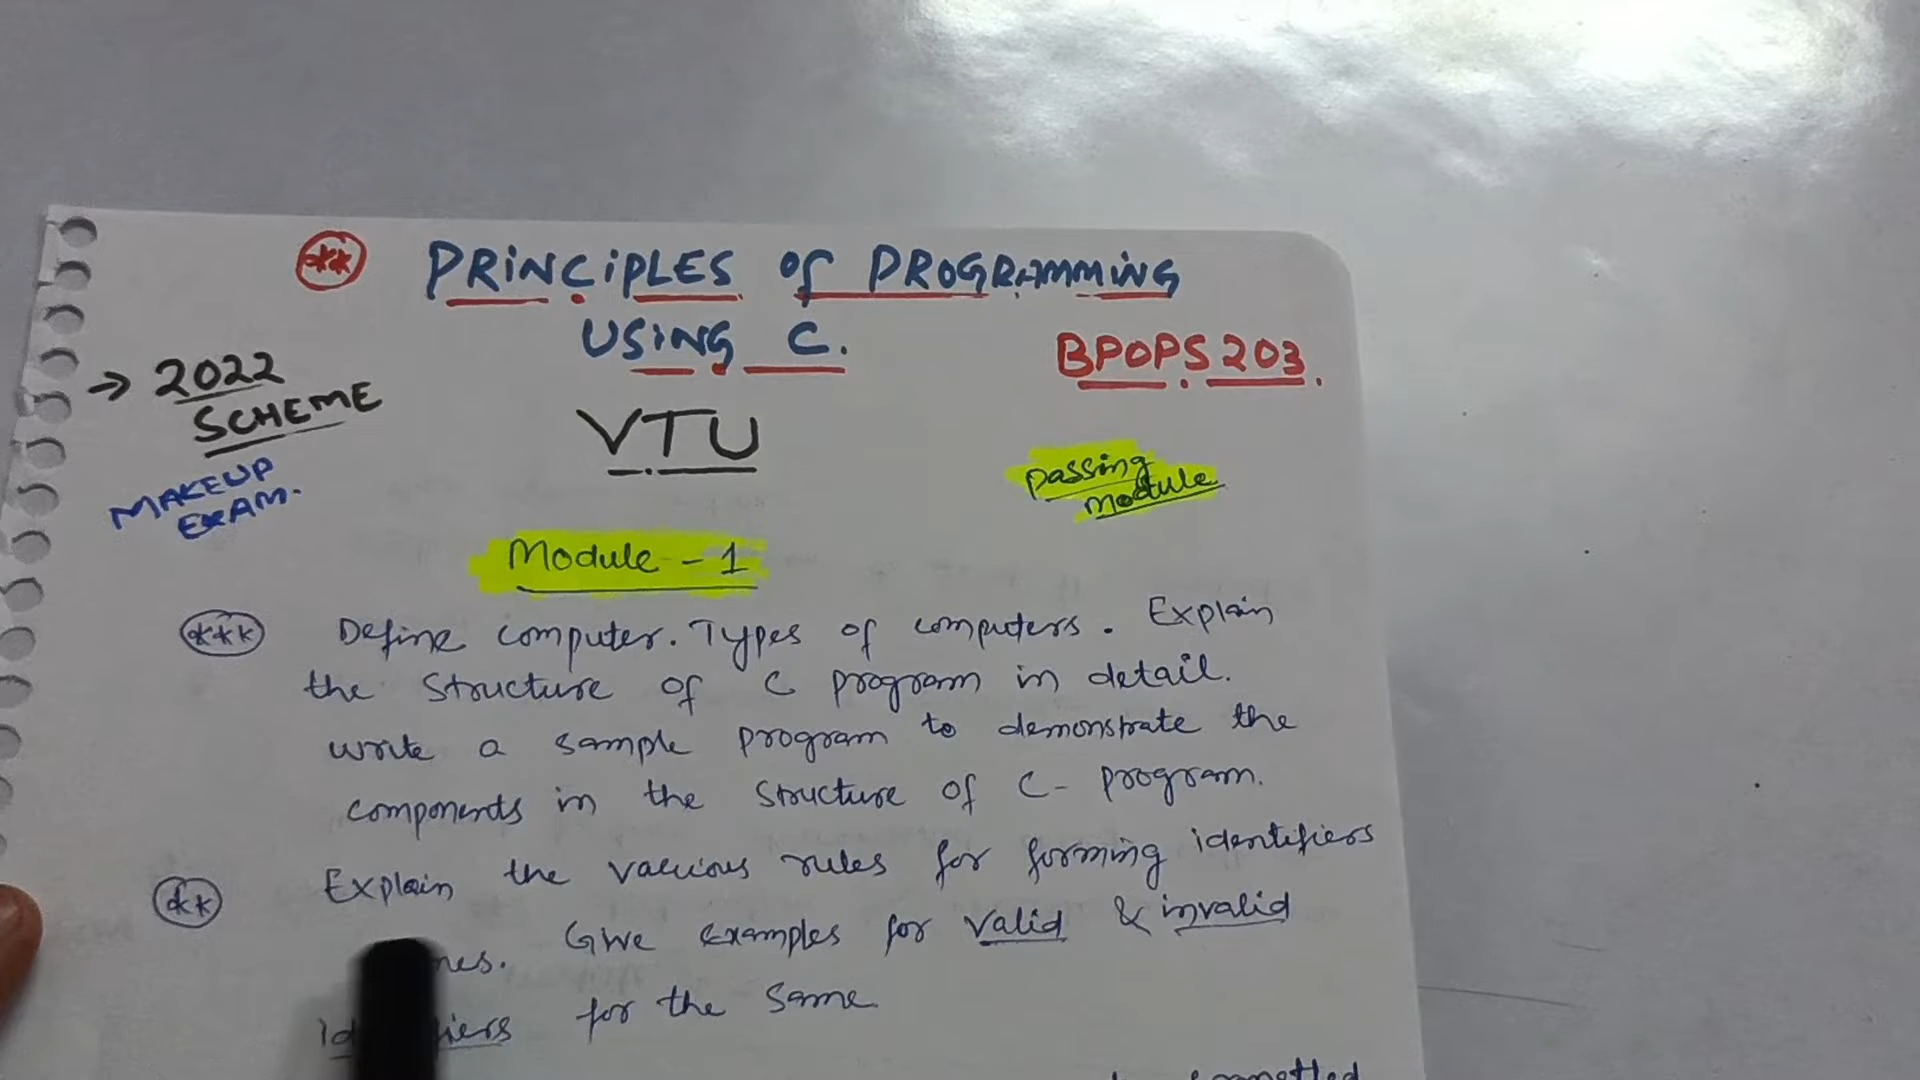 ** PRINCIPLES OF PROGRAMMING
USING C.
BPOPS203.
→ 2022
SCHEME
VTU
MAKEUP
EXAM.
Passing
Module
Module - 1
*** Define computer. Types of computers. Explain
the structure of C program in detail.
write a sample program to demonstrate the
components in the structure of C - program.
** Explain the various rules for forming identifiers
Give examples for valid & invalid
for the same